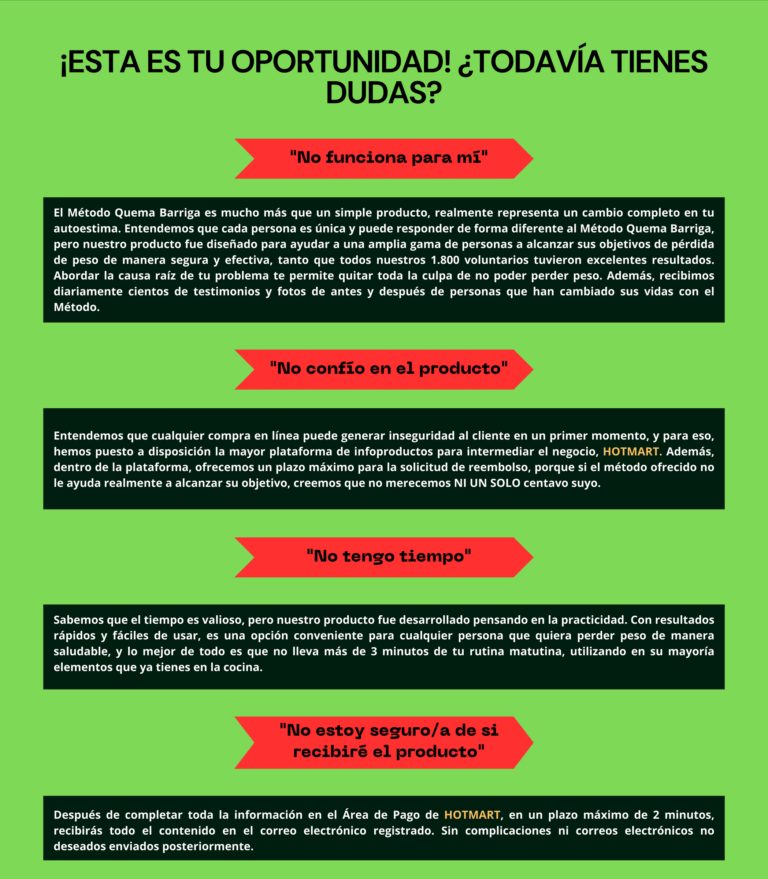 ¡ESTA ES TU OPORTUNIDAD! ¿TODAVÍA TIENES
DUDAS?
"No funciona para mí"
El Método Quema Barriga es mucho más que un simple producto, realmente representa un cambio completo en tu
autoestima. Entendemos que cada persona es única y puede responder de forma diferente al Método Quema Barriga,
pero nuestro producto fue diseñado para ayudar a una amplia gama de personas a alcanzar sus objetivos de pérdida
de peso de manera segura y efectiva, tanto que todos nuestros 1.800 voluntarios tuvieron excelentes resultados.
Abordar la causa raíz de tu problema te permite quitar toda la culpa de no poder perder peso. Además, recibimos
diariamente cientos de testimonios y fotos de antes y después de personas que han cambiado sus vidas con el
Método.
"No confío en el producto"
Entendemos que cualquier compra en línea puede generar inseguridad al cliente en un primer momento, y para eso,
hemos puesto a disposición la mayor plataforma de infoproductos para intermediar el negocio, HOTMART. Además,
dentro de la plataforma, ofrecemos un plazo máximo para la solicitud de reembolso, porque si el método ofrecido no
le ayuda realmente a alcanzar su objetivo, creemos que no merecemos NI UN SOLO centavo suyo.
"No tengo tiempo"
Sabemos que el tiempo es valioso, pero nuestro producto fue desarrollado pensando en la practicidad. Con resultados
rápidos y fáciles de usar, es una opción conveniente para cualquier persona que quiera perder peso de manera
saludable, y lo mejor de todo es que no lleva más de 3 minutos de tu rutina matutina, utilizando en su mayoría
elementos que ya tienes en la cocina.
"No estoy seguro/a de si
recibiré el producto"
Después de completar toda la información en el Área de Pago de HOTMART, en un plazo máximo de 2 minutos,
recibirás todo el contenido en el correo electrónico registrado. Sin complicaciones ni correos electrónicos no
deseados enviados posteriormente.